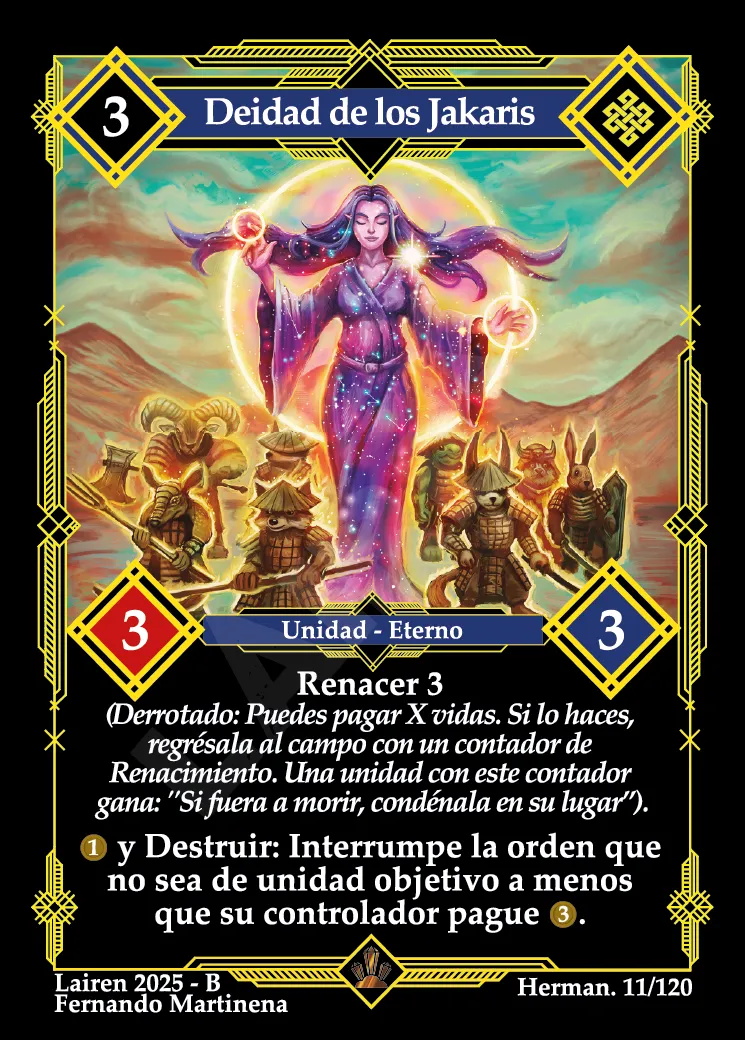 3
Deidad de los Jakaris
3
Unidad - Eterno
3
Renacer 3
(Derrotado: Puedes pagar X vidas. Si lo haces,
regrésala al campo con un contador de
Renacimiento. Una unidad con este contador
gana: "Si fuera a morir, condénala en su lugar").
1 y Destruir: Interrumpe la orden que
no sea de unidad objetivo a menos
que su controlador pague 3.
Lairen 2025 - B
Fernando Martinena
Herman. 11/120